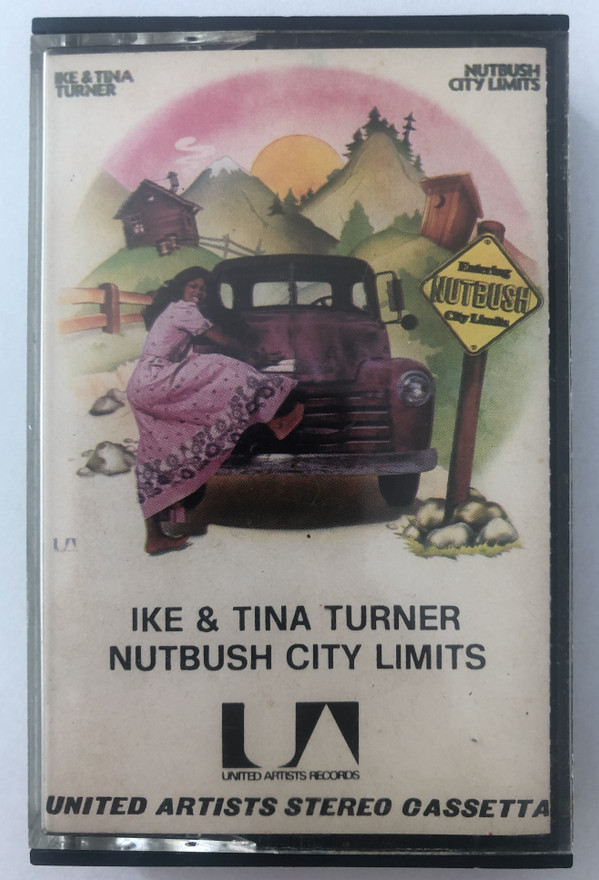 IKE & TINA
TURNER
NUTBUSH
CITY LIMITS
Entering
NUTBUSH
City Limits
UA
IKE & TINA TURNER
NUTBUSH CITY LIMITS
UA
UNITED ARTISTS RECORDS
UNITED ARTISTS STEREO CASSETTA